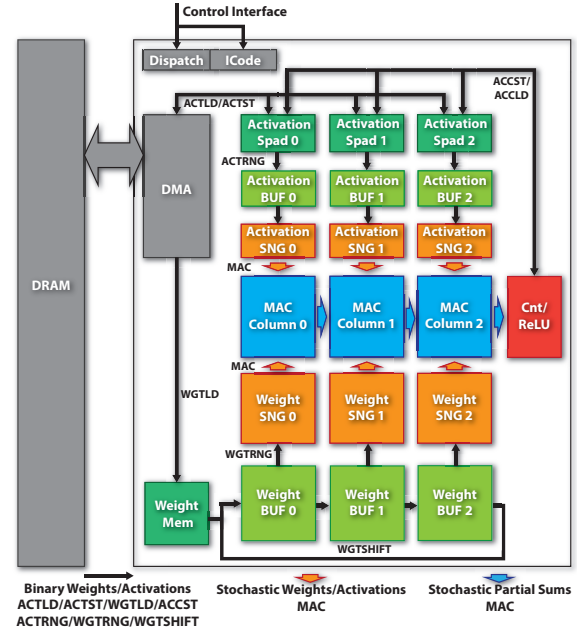 Control Interface
Dispatch ICode
ACTLD/ACTST
ACCST/
ACCLD
Activation Activation Activation
Spad 0 Spad 1 Spad 2
ACTRNG
DMA
Activation Activation Activation
BUF 0 BUF 1 BUF 2
Activation Activation Activation
SNG 0 SNG 1 SNG 2
MAC
DRAM
MAC MAC MAC Cnt/
Column 0 Column 1 Column 2 ReLU
MAC
WGTLD
Weight Weight Weight
SNG 0 SNG 1 SNG 2
WGTRNG
Weight
Mem
Weight Weight Weight
BUF 0 BUF 1 BUF 2
WGTSHIFT
Binary Weights/Activations
ACTLD/ACTST/WGTLD/ACCST
ACTRNG/WGTRNG/WGTSHIFT
Stochastic Weights/Activations
MAC
Stochastic Partial Sums
MAC